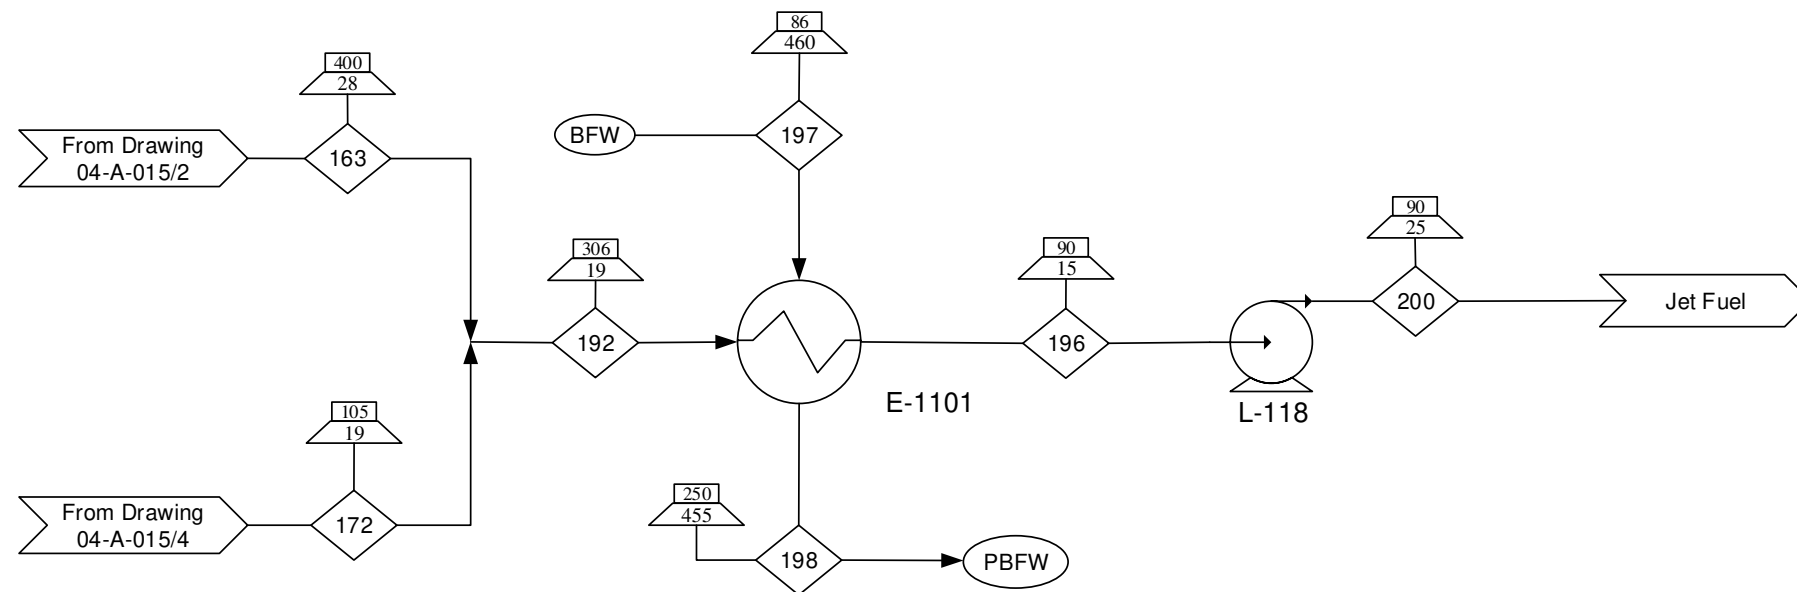 86
460
400
28
From Drawing
04-A-015/2
163
BFW
197
90
25
306
19
90
15
200
Jet Fuel
192
196
E-1101
L-118
105
19
250
455
From Drawing
04-A-015/4
172
198
PBFW